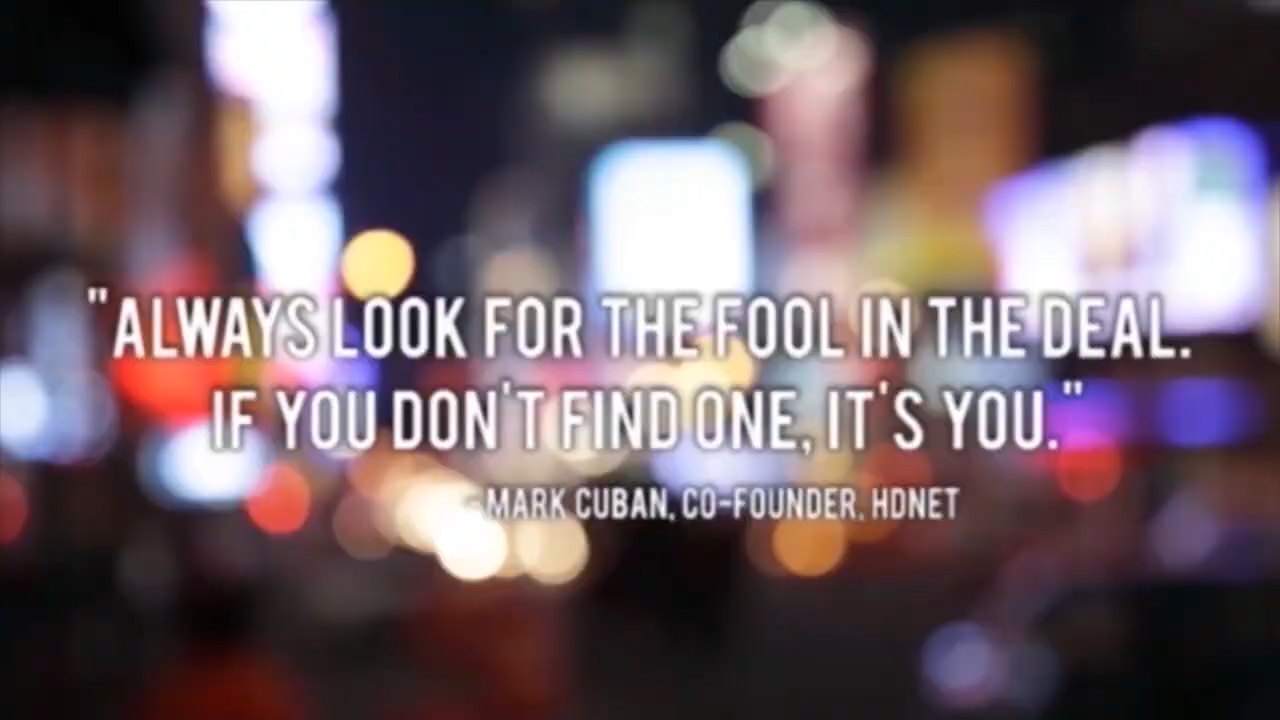 "ALWAYS LOOK FOR THE FOOL IN THE DEAL.
IF YOU DON'T FIND ONE, IT'S YOU."
- MARK CUBAN, CO-FOUNDER, HDNET